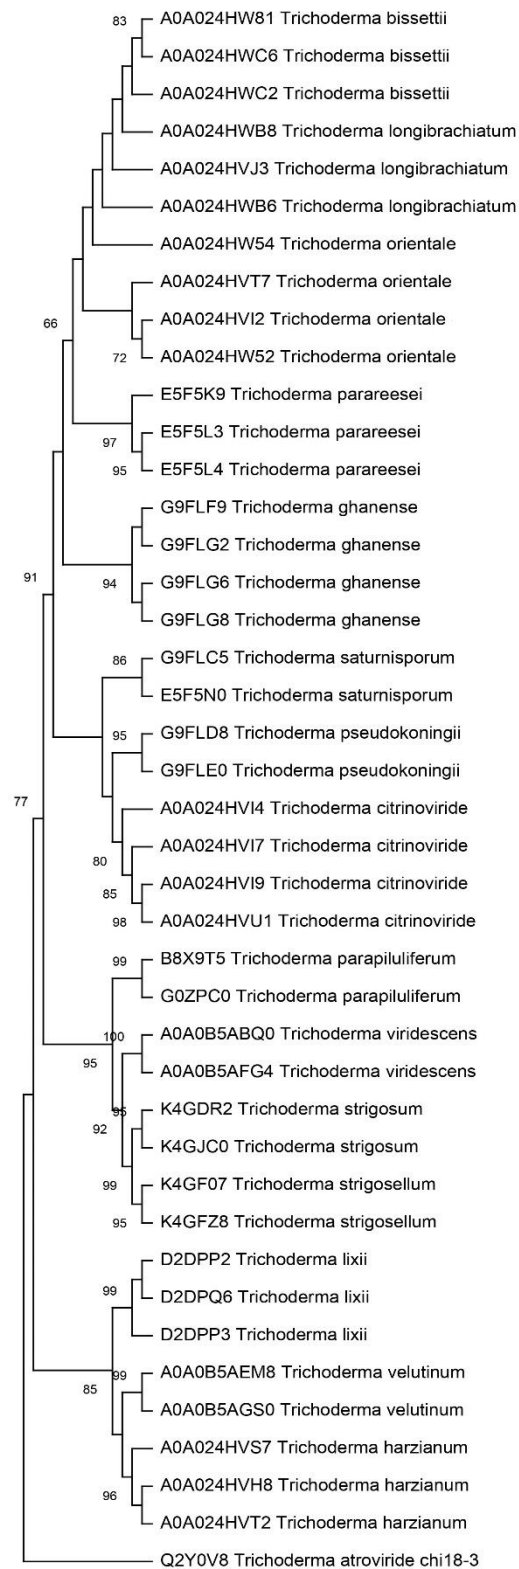 83
A0A024HW81 Trichoderma bissettii
A0A024HWC6 Trichoderma bissettii
A0A024HWC2 Trichoderma bissettii
A0A024HWB8 Trichoderma longibrachiatum
A0A024HVJ3 Trichoderma longibrachiatum
A0A024HWB6 Trichoderma longibrachiatum
A0A024HW54 Trichoderma orientale
A0A024HVT7 Trichoderma orientale
66
A0A024HVI2 Trichoderma orientale
72
A0A024HW52 Trichoderma orientale
E5F5K9 Trichoderma parareesei
97
E5F5L3 Trichoderma parareesei
95
E5F5L4 Trichoderma parareesei
G9FLF9 Trichoderma ghanense
G9FLG2 Trichoderma ghanense
91
94
G9FLG6 Trichoderma ghanense
G9FLG8 Trichoderma ghanense
86
G9FLC5 Trichoderma saturnisporum
E5F5N0 Trichoderma saturnisporum
95
G9FLD8 Trichoderma pseudokoningii
G9FLE0 Trichoderma pseudokoningii
77
A0A024HVI4 Trichoderma citrinoviride
A0A024HVI7 Trichoderma citrinoviride
80
A0A024HVI9 Trichoderma citrinoviride
85
98
A0A024HVU1 Trichoderma citrinoviride
99
B8X9T5 Trichoderma parapiluliferum
G0ZPC0 Trichoderma parapiluliferum
100
A0A0B5ABQ0 Trichoderma viridescens
95
A0A0B5AFG4 Trichoderma viridescens
95
K4GDR2 Trichoderma strigosum
92
K4GJC0 Trichoderma strigosum
99
K4GF07 Trichoderma strigosellum
95
K4GFZ8 Trichoderma strigosellum
D2DPP2 Trichoderma lixii
99
D2DPQ6 Trichoderma lixii
D2DPP3 Trichoderma lixii
99
A0A0B5AEM8 Trichoderma velutinum
85
A0A0B5AGS0 Trichoderma velutinum
A0A024HVS7 Trichoderma harzianum
96
A0A024HVH8 Trichoderma harzianum
A0A024HVT2 Trichoderma harzianum
Q2Y0V8 Trichoderma atroviride chi18-3